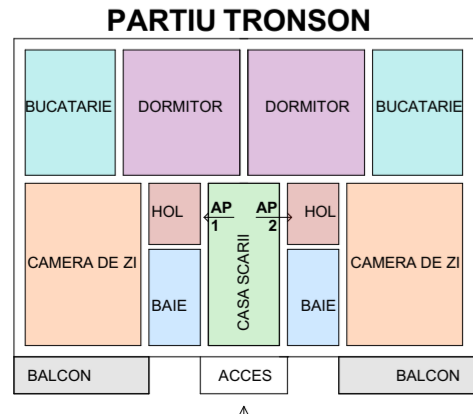 PARTIU TRONSON
BUCATARIE DORMITOR DORMITOR BUCATARIE
HOL AP 1 AP 2 HOL
CAMERA DE ZI CASA SCARII CAMERA DE ZI
BAIE BAIE
BALCON ACCES BALCON